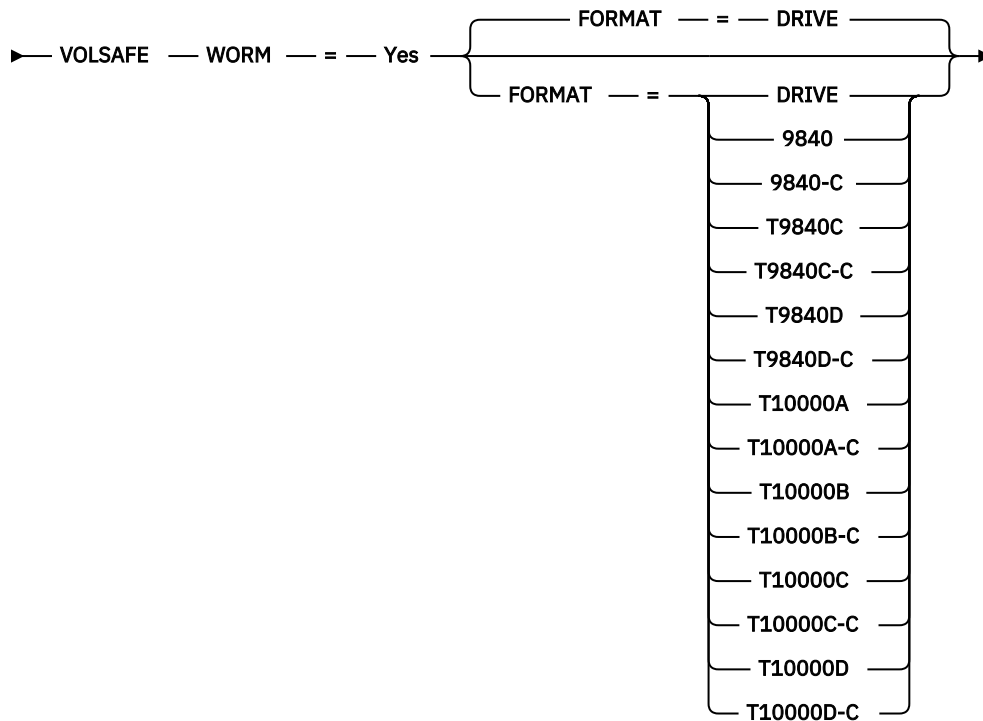 FORMAT = DRIVE
VOLSAFE WORM = Yes
FORMAT = DRIVE
9840
9840-C
T9840C
T9840C-C
T9840D
T9840D-C
T10000A
T10000A-C
T10000B
T10000B-C
T10000C
T10000C-C
T10000D
T10000D-C